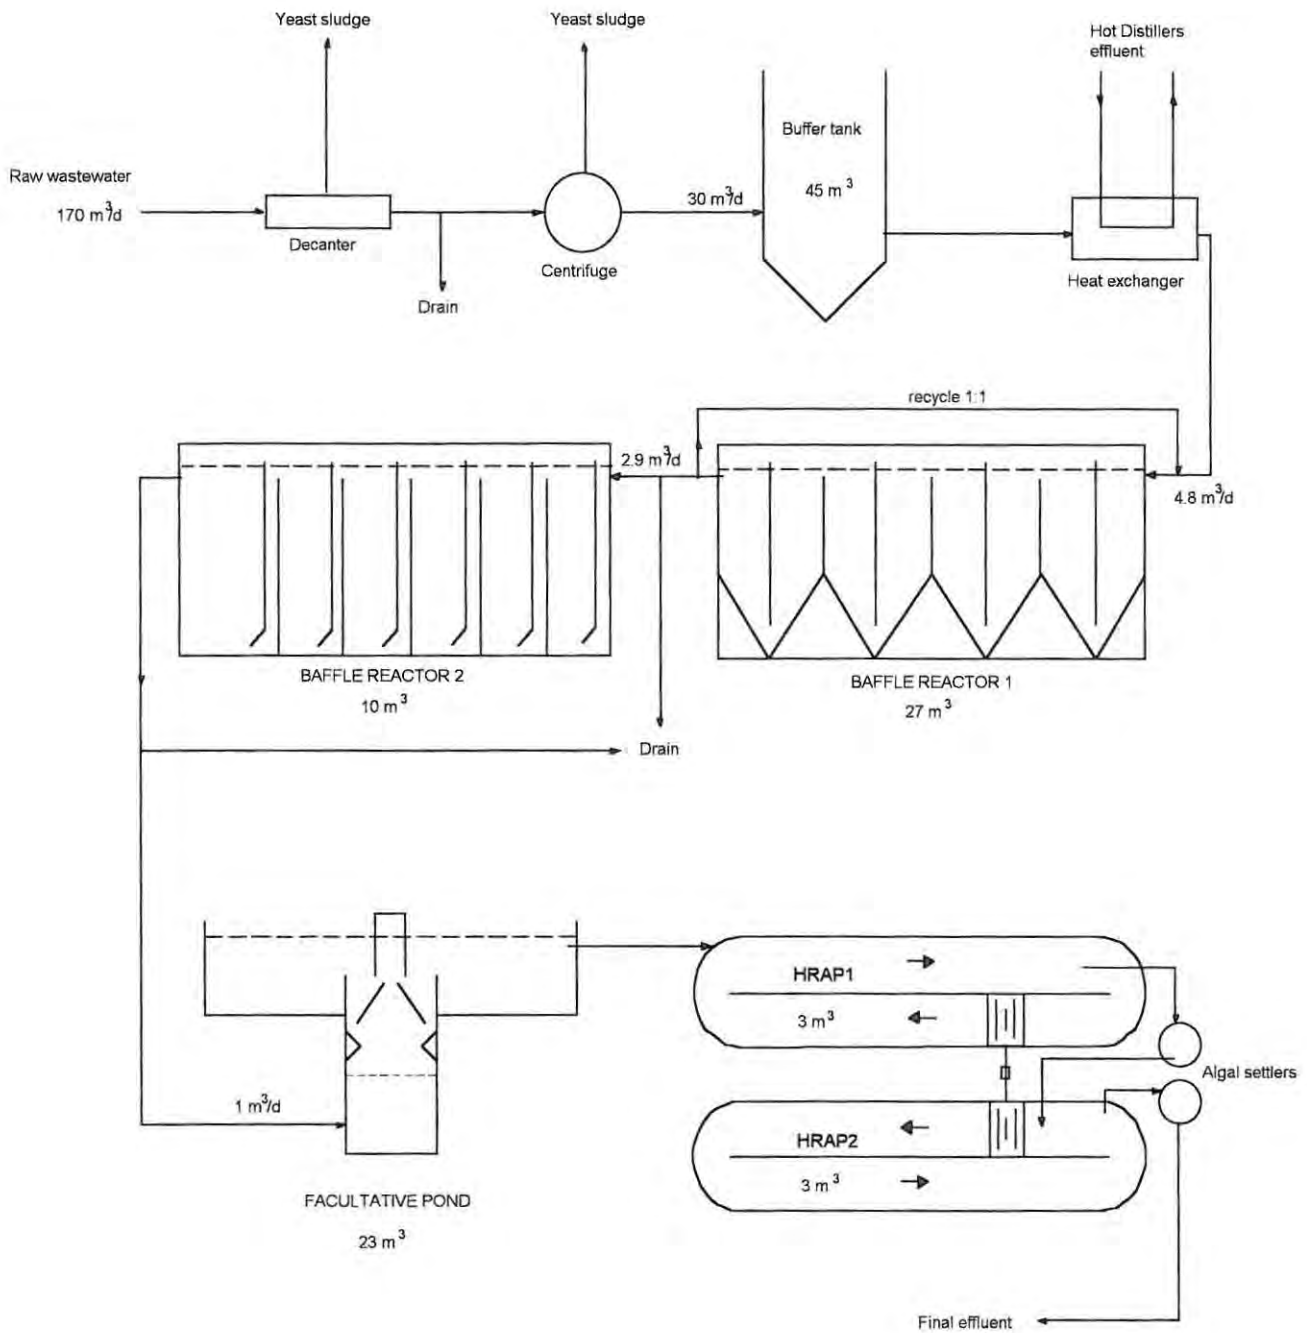 Yeast sludge
Yeast sludge
Hot Distillers
effluent
Buffer tank
45 m³
Raw wastewater
170 m³/d
30 m³/d
Decanter
Centrifuge
Drain
Heat exchanger
recycle 1:1
2.9 m³/d
4.8 m³/d
BAFFLE REACTOR 2
10 m³
BAFFLE REACTOR 1
27 m³
Drain
HRAP1
3 m³
Algal settlers
1 m³/d
HRAP2
3 m³
FACULTATIVE POND
23 m³
Final effluent